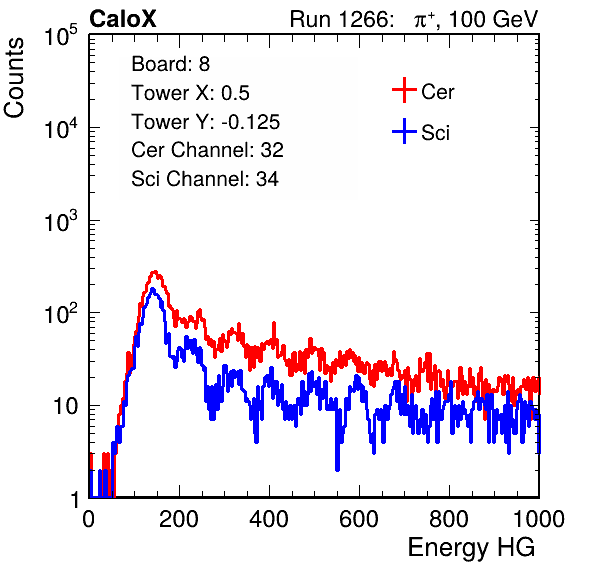 CaloX Run 1266: π⁺, 100 GeV
Board: 8
Tower X: 0.5
Tower Y: -0.125
Cer Channel: 32
Sci Channel: 34
Cer
Sci
Counts
10⁵
10⁴
10³
10²
10
1
0 200 400 600 800 1000
Energy HG